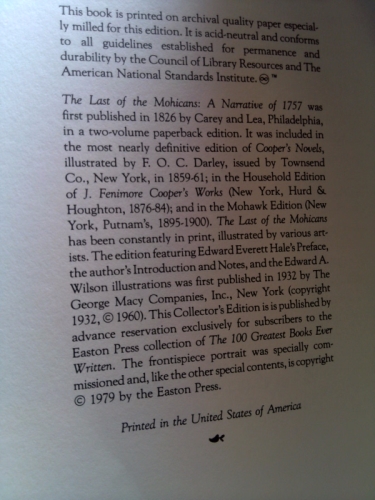 This book is printed on archival quality paper especial-
ly milled for this edition. It is acid-neutral and conforms
to all guidelines established for permanence and
durability by the Council of Library Resources and The
American National Standards Institute. ♾™
The Last of the Mohicans: A Narrative of 1757 was
first published in 1826 by Carey and Lea, Philadelphia,
in a two-volume paperback edition. It was included in
the most nearly definitive edition of Cooper's Novels,
illustrated by F. O. C. Darley, issued by Townsend
Co., New York, in 1859-61; in the Household Edition
of J. Fenimore Cooper's Works (New York, Hurd &
Houghton, 1876-84); and in the Mohawk Edition (New
York, Putnam's, 1895-1900). The Last of the Mohicans
has been constantly in print, illustrated by various art-
ists. The edition featuring Edward Everett Hale's Preface,
the author's Introduction and Notes, and the Edward A.
Wilson illustrations was first published in 1932 by The
George Macy Companies, Inc., New York (copyright
1932, © 1960). This Collector's Edition is published by
advance reservation exclusively for subscribers to the
Easton Press collection of The 100 Greatest Books Ever
Written. The frontispiece portrait was specially com-
missioned and, like the other special contents, is copyright
© 1979 by the Easton Press.
Printed in the United States of America